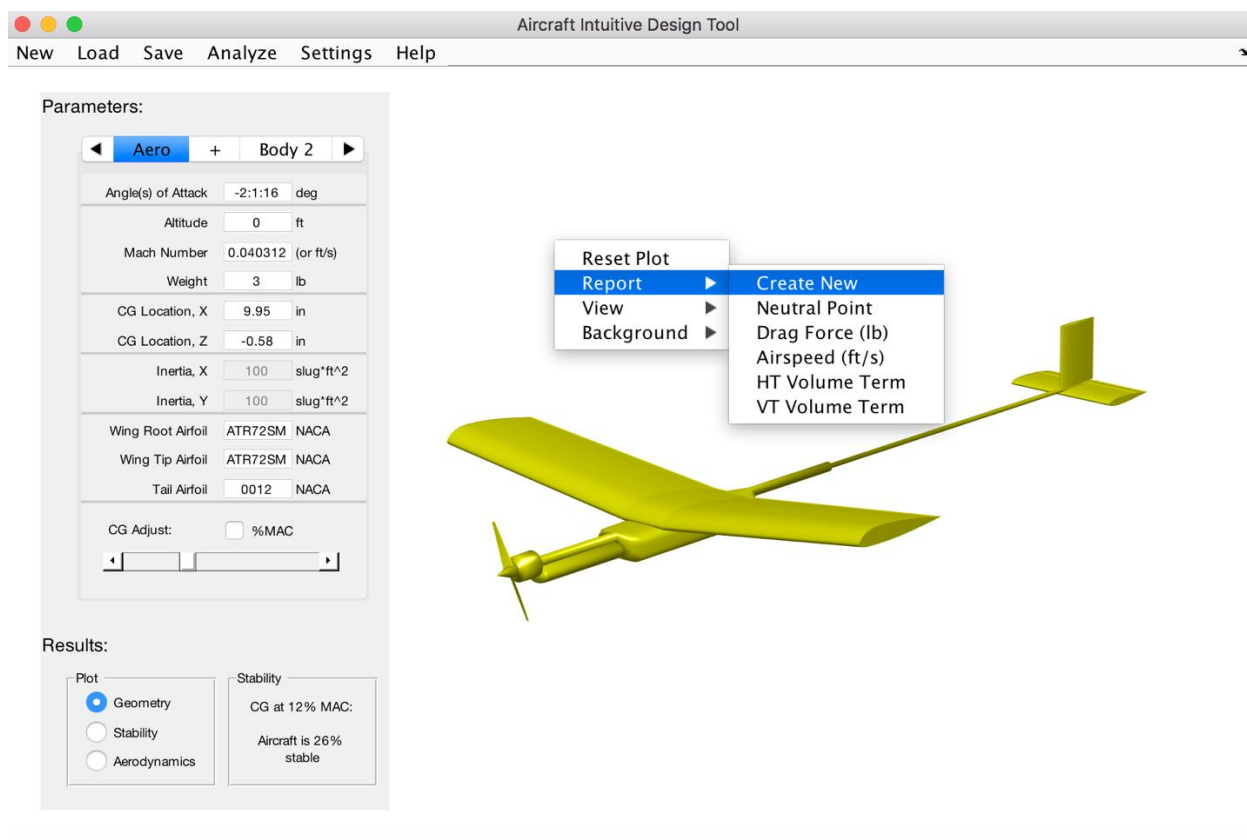 Aircraft Intuitive Design Tool
New Load Save Analyze Settings Help
Parameters:
Aero + Body 2
Angle(s) of Attack -2:1:16 deg
Altitude 0 ft
Mach Number 0.040312 (or ft/s)
Weight 3 lb
CG Location, X 9.95 in
CG Location, Z -0.58 in
Inertia, X 100 slug*ft^2
Inertia, Y 100 slug*ft^2
Wing Root Airfoil ATR72SM NACA
Wing Tip Airfoil ATR72SM NACA
Tail Airfoil 0012 NACA
CG Adjust: %MAC
Results:
Plot
Geometry
Stability
Aerodynamics
Stability
CG at 12% MAC:
Aircraft is 26%
stable
Reset Plot
Report
View
Background
Create New
Neutral Point
Drag Force (lb)
Airspeed (ft/s)
HT Volume Term
VT Volume Term